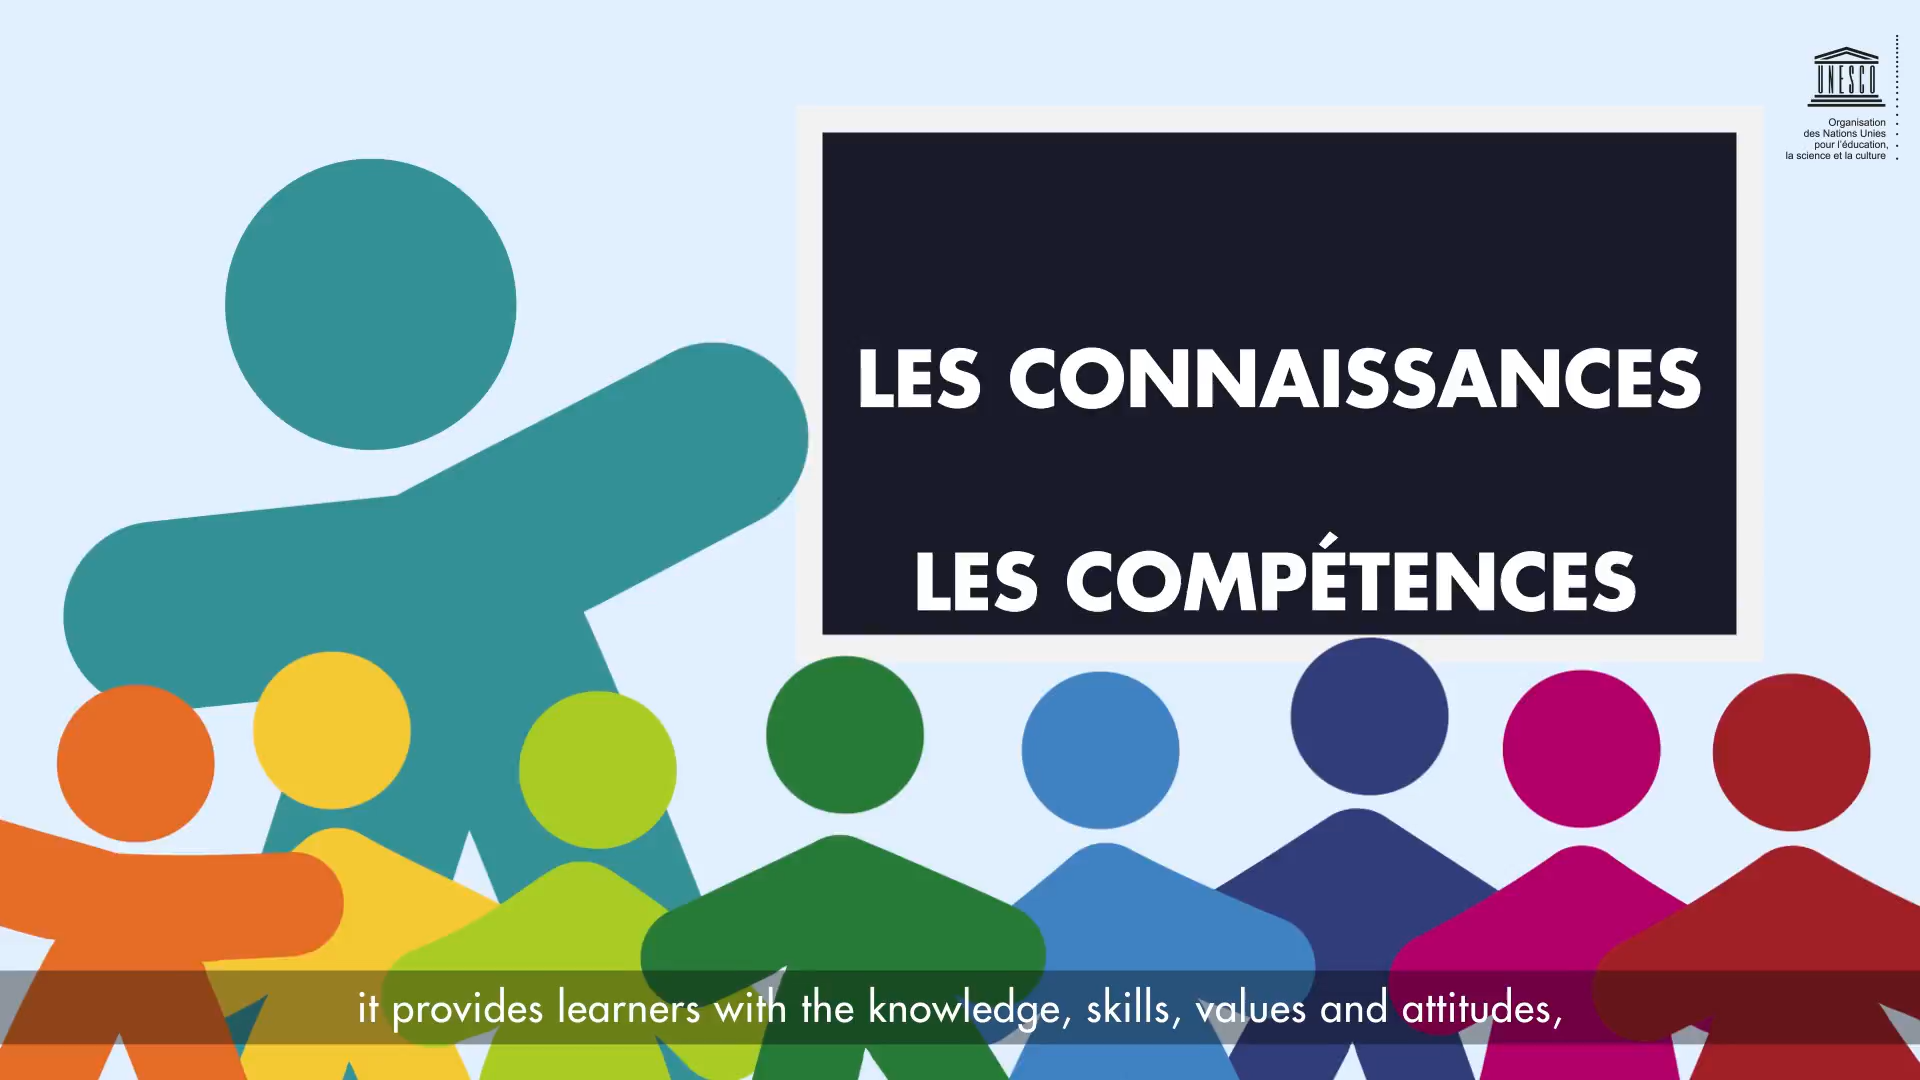 UNESCO
Organisation
des Nations Unies
pour l'éducation,
la science et la culture
LES CONNAISSANCES
LES COMPÉTENCES
it provides learners with the knowledge, skills, values and attitudes,